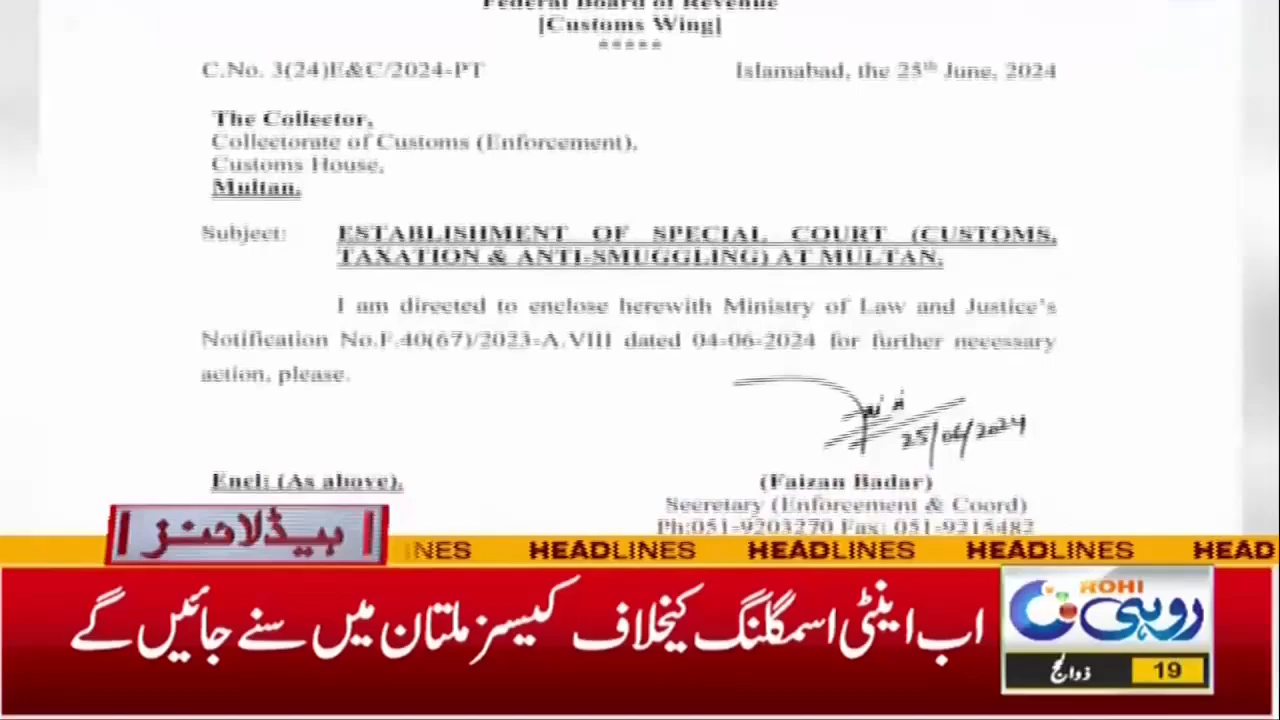 Federal Board of Revenue
[Customs Wing]
*****
C.No. 3(24)E&C/2024-PT
Islamabad, the 25th June, 2024
The Collector,
Collectorate of Customs (Enforcement),
Customs House,
Multan.
Subject: ESTABLISHMENT OF SPECIAL COURT (CUSTOMS,
TAXATION & ANTI-SMUGGLING) AT MULTAN.
I am directed to enclose herewith Ministry of Law and Justice's
Notification No.F.40(67)/2023-A.VIII dated 04-06-2024 for further necessary
action, please.
25/06/2024
Encl: (As above).
(Faizan Badar)
Secretary (Enforcement & Coord)
Ph:051-9203270 Fax: 051-9215482
ہیڈلائنز
INES HEADLINES HEADLINES HEADLINES HEAD
اب اینٹی اسمگلنگ کیخلاف کیسز ملتان میں سنے جائیں گے
ROHI
روہی
19 ذوالحج